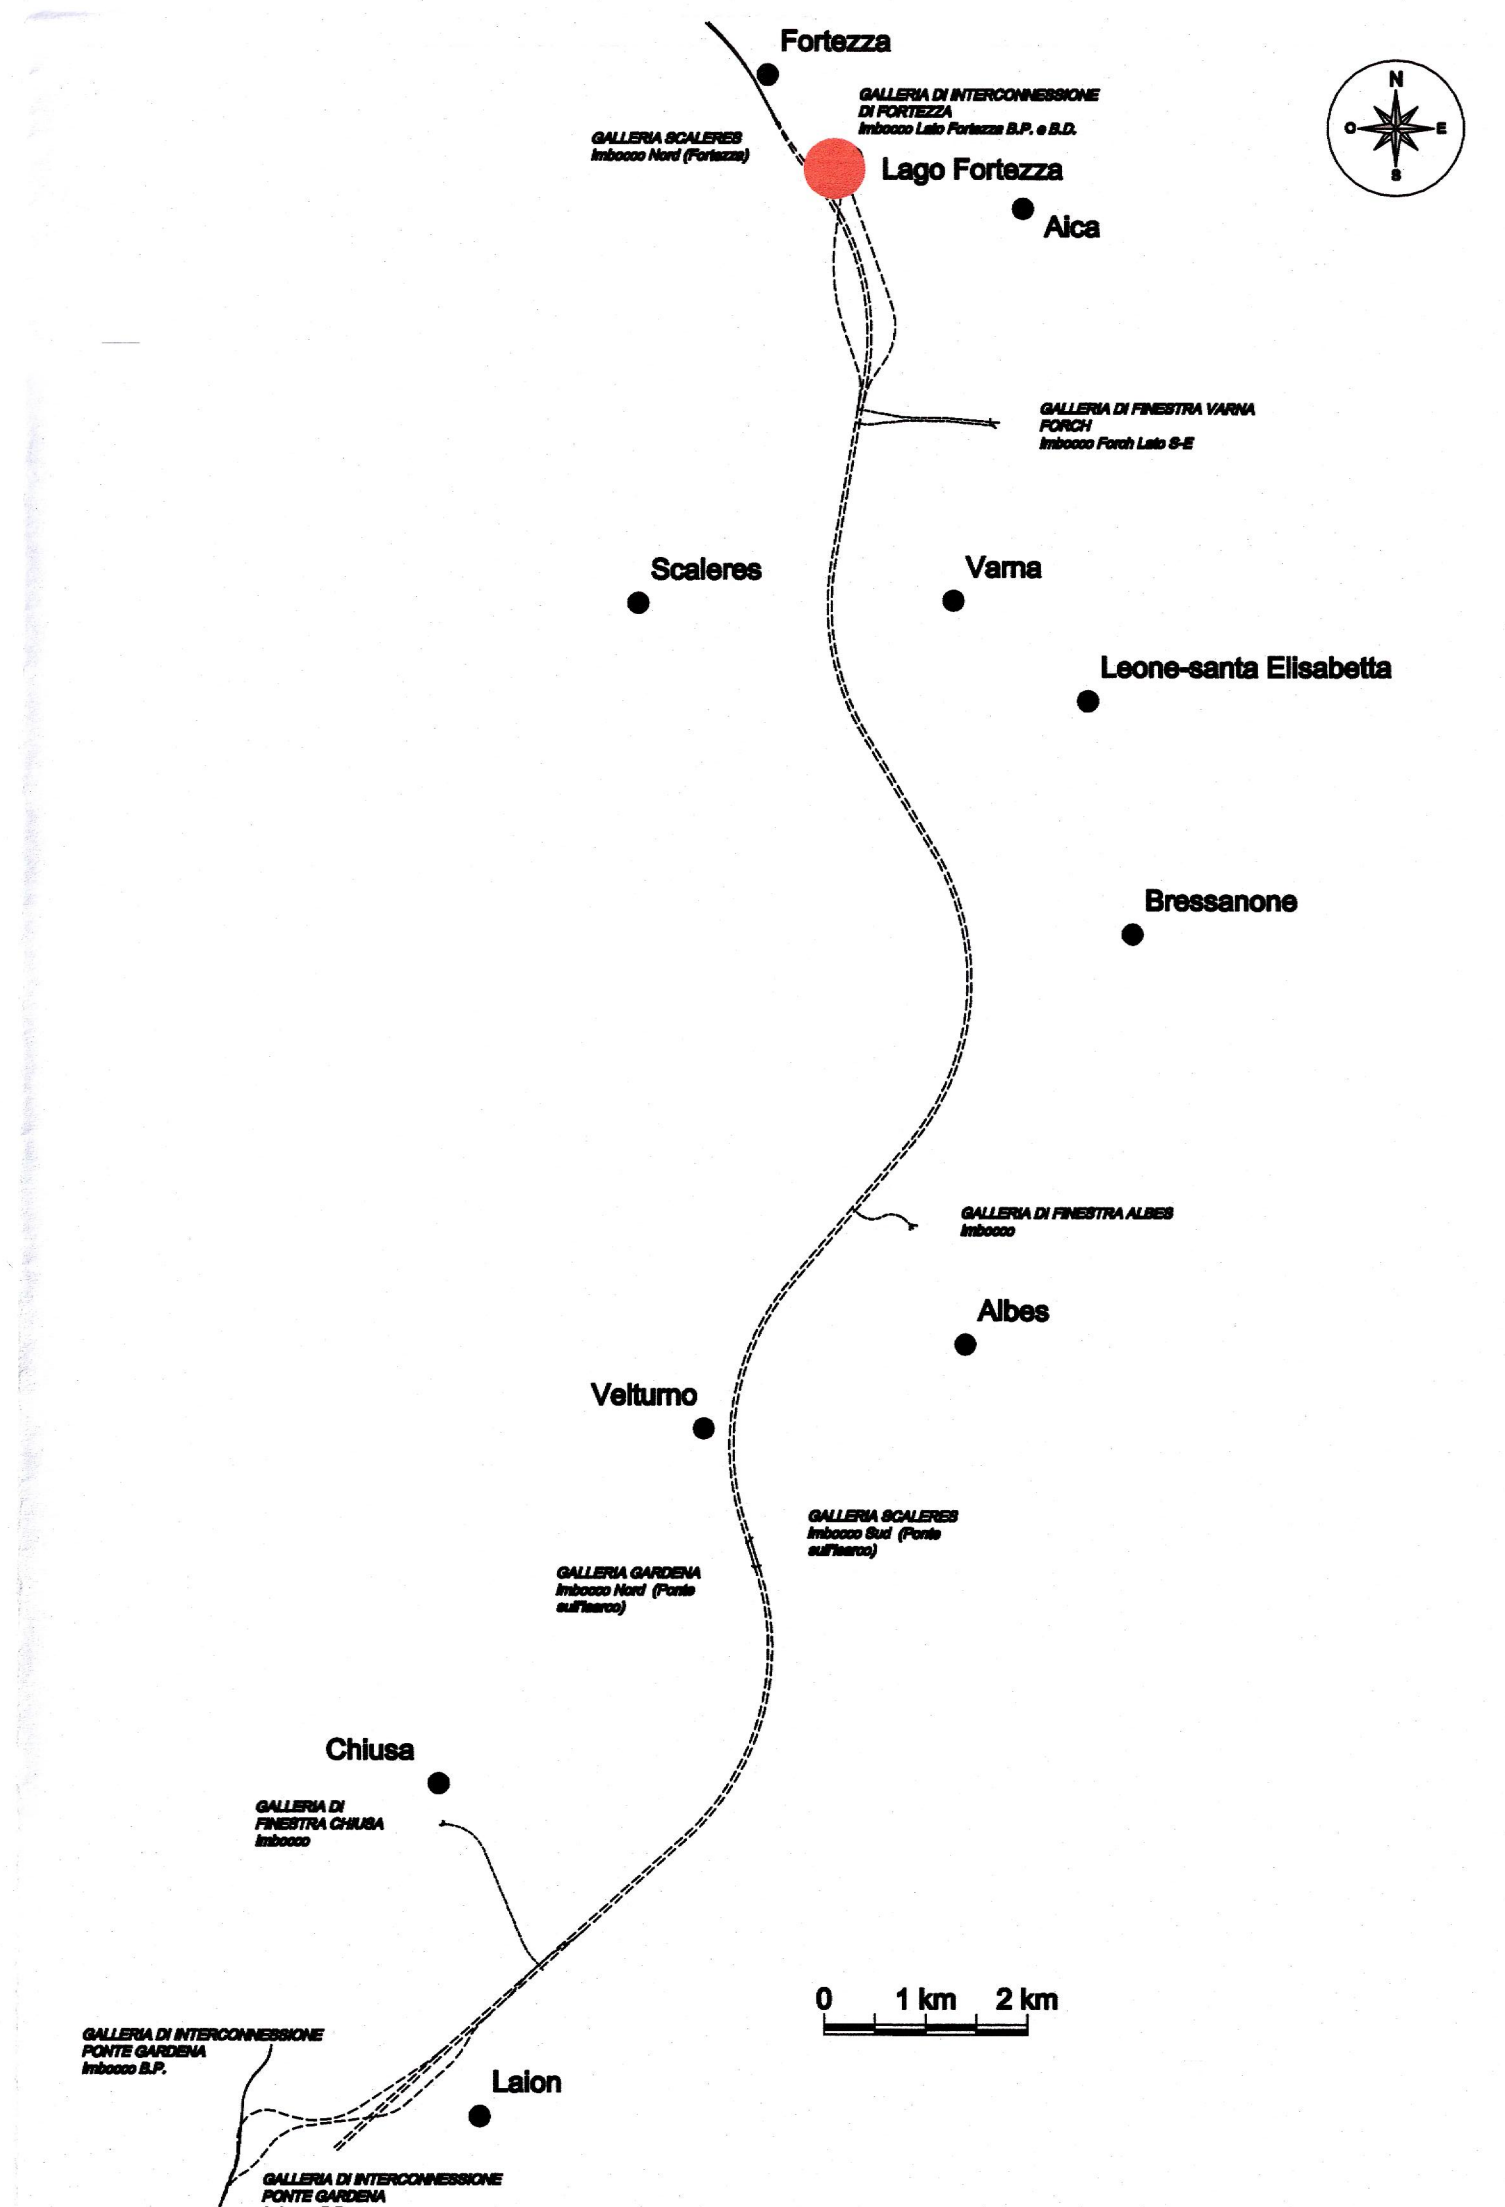 Fortezza
GALLERIA DI INTERCONNESSIONE
DI FORTEZZA
Imbocco Lato Fortezza B.P. e B.D.
N
O
E
S
GALLERIA SCALERES
Imbocco Nord (Fortezza)
Lago Fortezza
Aica
GALLERIA DI FINESTRA VARNA
FORCH
Imbocco Forch Lato S-E
Scaleres
Varna
Leone-santa Elisabetta
Bressanone
GALLERIA DI FINESTRA ALBES
Imbocco
Albes
Velturno
GALLERIA SCALERES
Imbocco Sud (Ponte
sull'Isarco)
GALLERIA GARDENA
Imbocco Nord (Ponte
sull'Isarco)
Chiusa
GALLERIA DI
FINESTRA CHIUSA
Imbocco
0 1 km 2 km
GALLERIA DI INTERCONNESSIONE
PONTE GARDENA
Imbocco B.P.
Laion
GALLERIA DI INTERCONNESSIONE
PONTE GARDENA